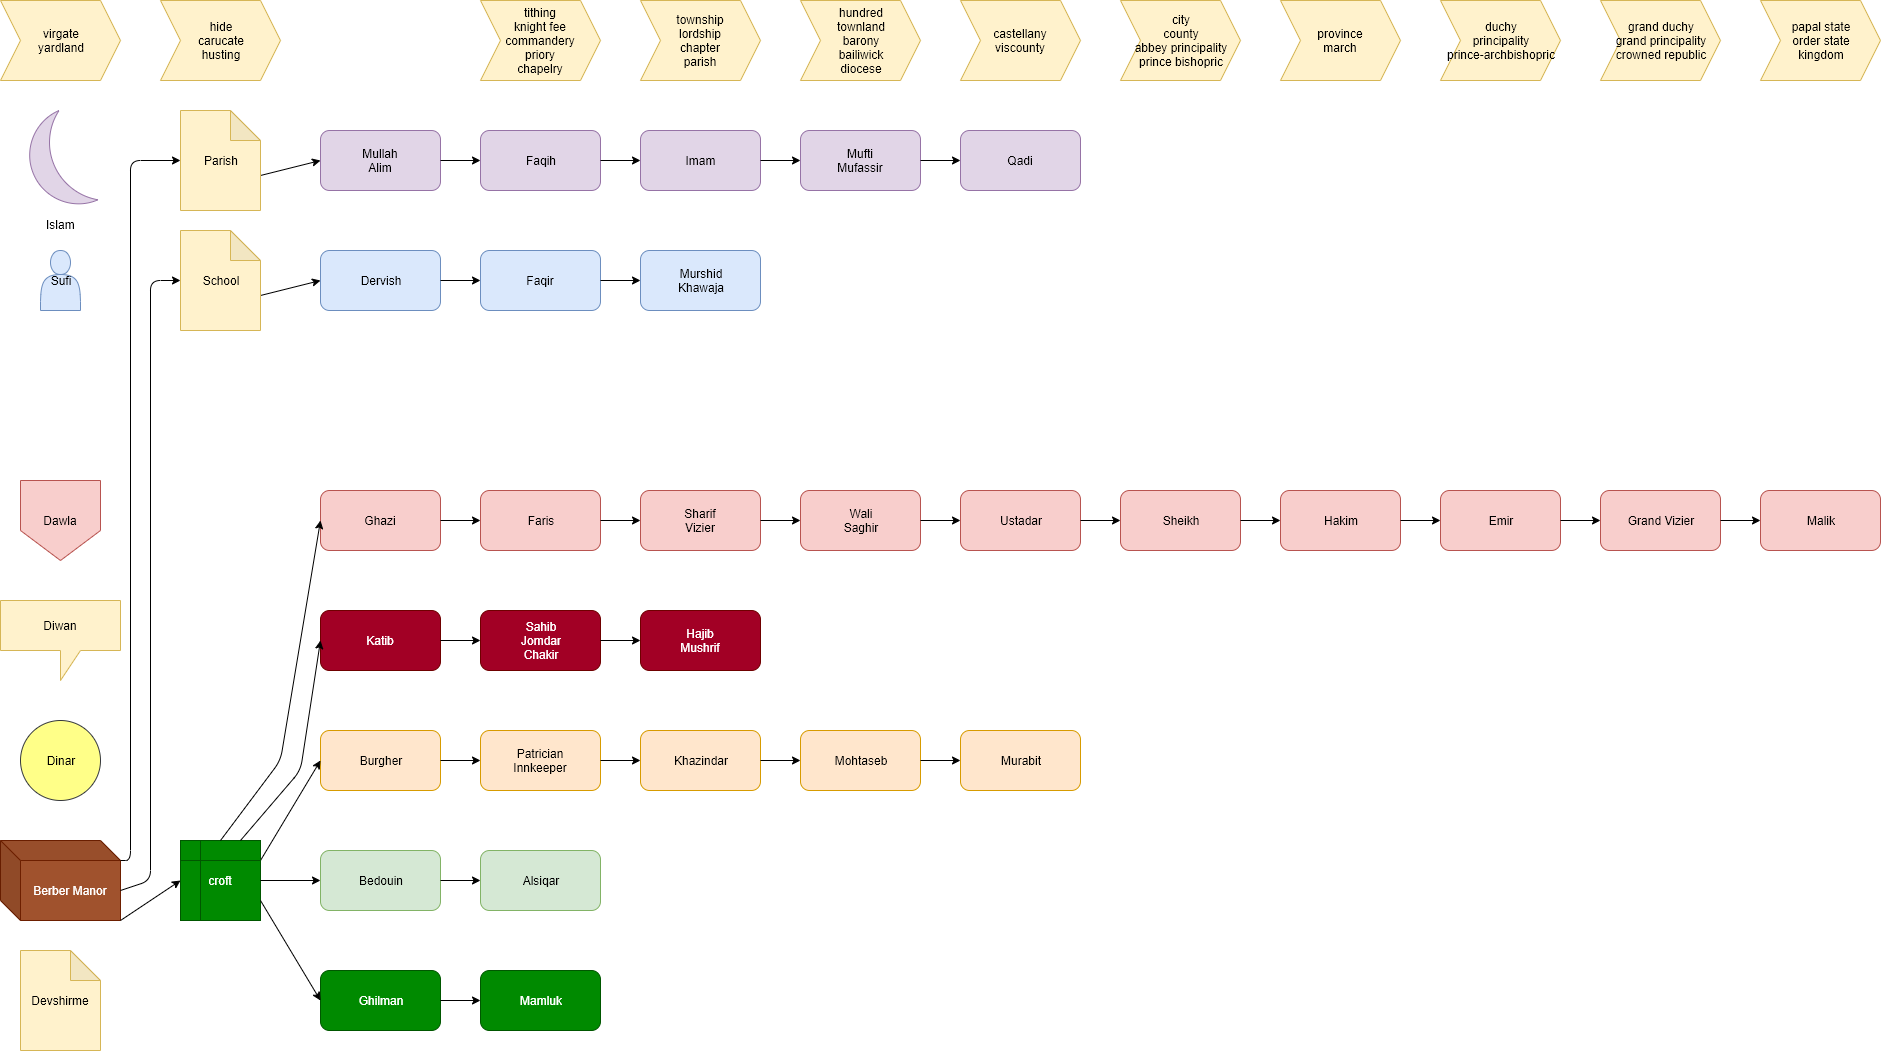 virgate
yardland
hide
carucate
husting
tithing
knight fee
commandery
priory
chapelry
township
lordship
chapter
parish
hundred
townland
barony
bailiwick
diocese
castellany
viscounty
city
county
abbey principality
prince bishopric
province
march
duchy
principality
prince-archbishopric
grand duchy
grand principality
crowned republic
papal state
order state
kingdom
Islam
Parish
Mullah
Alim
Faqih
Imam
Mufti
Mufassir
Qadi
Sufi
School
Dervish
Faqir
Murshid
Khawaja
Dawla
Ghazi
Faris
Sharif
Vizier
Wali
Saghir
Ustadar
Sheikh
Hakim
Emir
Grand Vizier
Malik
Diwan
Katib
Sahib
Jomdar
Chakir
Hajib
Mushrif
Dinar
Burgher
Patrician
Innkeeper
Khazindar
Mohtaseb
Murabit
Berber Manor
croft
Bedouin
Alsiqar
Devshirme
Ghilman
Mamluk